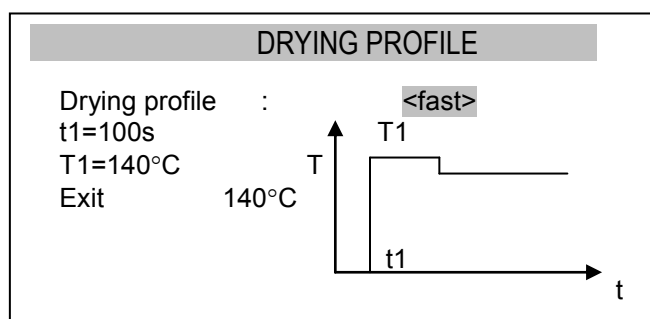 DRYING PROFILE
Drying profile : <fast>
t1=100s T1
T1=140°C T
Exit 140°C
t1
t